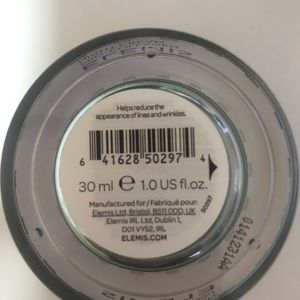 Helps reduce the
appearance of lines and wrinkles.
6 41628 50297 4
30 ml ℮ 1.0 US fl.oz.
50297
Manufactured for / Fabriqué pour:
Elemis Ltd, Bristol, BS11 0DD, UK
Elemis IRL Ltd, Dublin 1,
D01 VY52, IRL
ELEMIS.COM